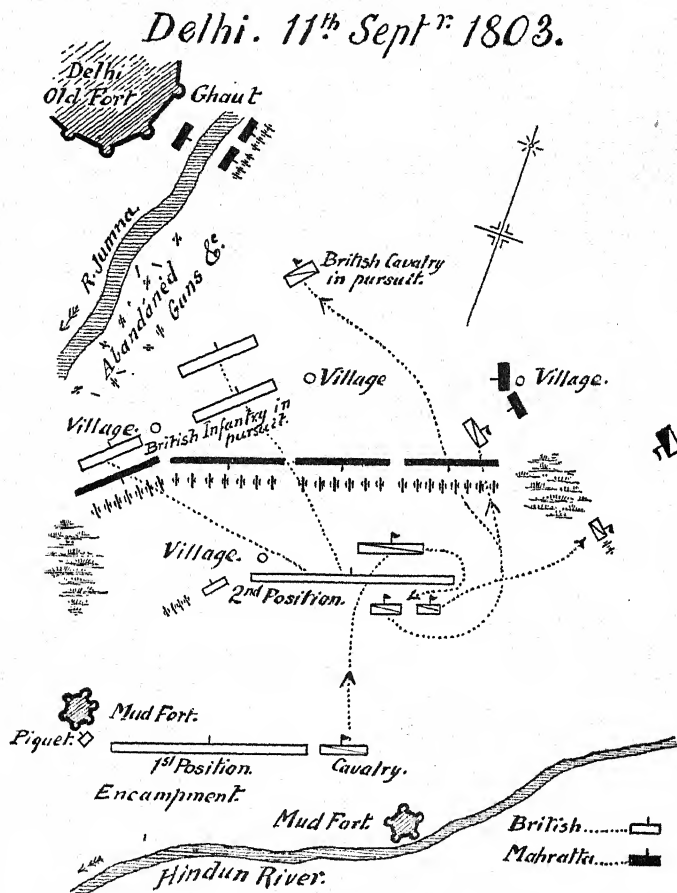 Delhi. 11th Septr. 1803.
Delhi
Old Fort
Ghaut
R. Jumna.
Abandoned
Guns &c.
British Cavalry
in pursuit.
Village
Village.
Village.
British Infantry in
pursuit.
Village.
2nd Position.
Mud Fort.
Piquet.
1st Position.
Cavalry.
Encampment
Mud Fort.
Hindun River.
British
Mahratta